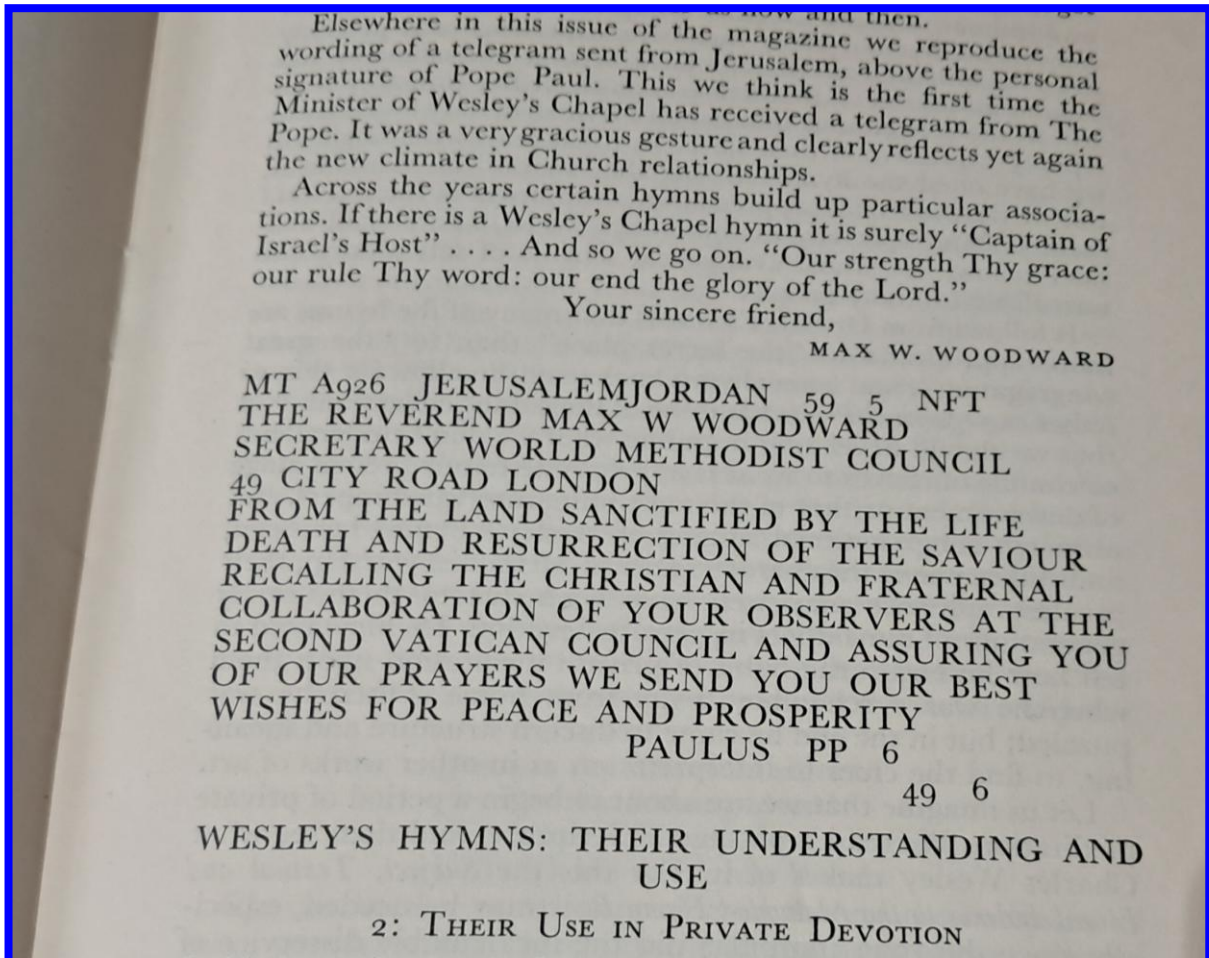 now and then.
Elsewhere in this issue of the magazine we reproduce the
wording of a telegram sent from Jerusalem, above the personal
signature of Pope Paul. This we think is the first time the
Minister of Wesley's Chapel has received a telegram from The
Pope. It was a very gracious gesture and clearly reflects yet again
the new climate in Church relationships.
Across the years certain hymns build up particular associa-
tions. If there is a Wesley's Chapel hymn it is surely "Captain of
Israel's Host" . . . . And so we go on. "Our strength Thy grace:
our rule Thy word: our end the glory of the Lord."
Your sincere friend,
MAX W. WOODWARD
MT A926 JERUSALEMJORDAN 59 5 NFT
THE REVEREND MAX W WOODWARD
SECRETARY WORLD METHODIST COUNCIL
49 CITY ROAD LONDON
FROM THE LAND SANCTIFIED BY THE LIFE
DEATH AND RESURRECTION OF THE SAVIOUR
RECALLING THE CHRISTIAN AND FRATERNAL
COLLABORATION OF YOUR OBSERVERS AT THE
SECOND VATICAN COUNCIL AND ASSURING YOU
OF OUR PRAYERS WE SEND YOU OUR BEST
WISHES FOR PEACE AND PROSPERITY
PAULUS PP 6
49 6
WESLEY'S HYMNS: THEIR UNDERSTANDING AND
USE
2: THEIR USE IN PRIVATE DEVOTION